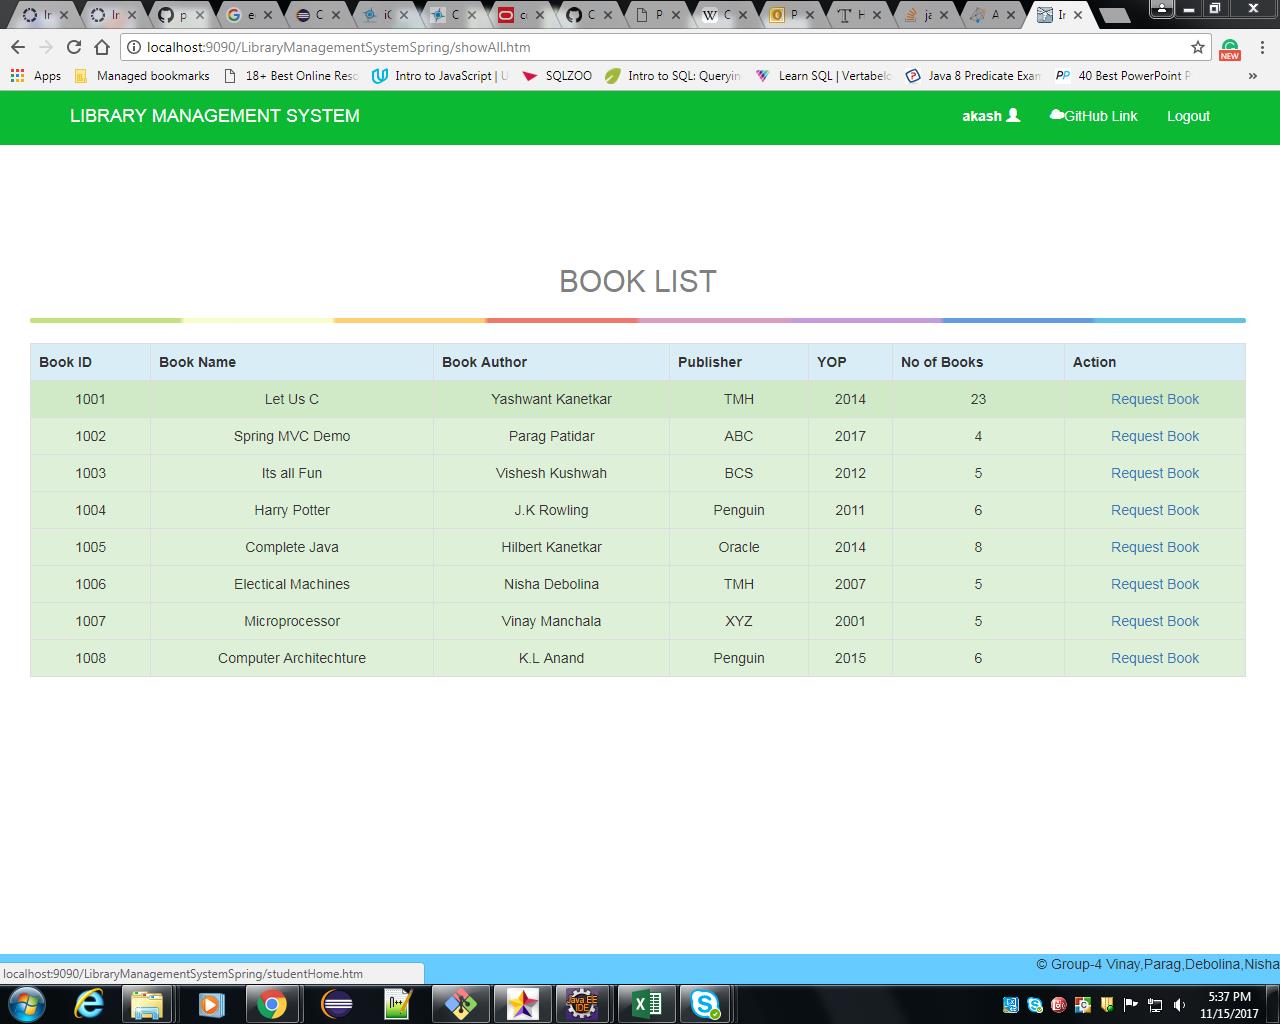 Ir
Ir
p
G e
C
iC
C
c
C
P
W C
P
H
ja
A
Ir
localhost:9090/LibraryManagementSystemSpring/showAll.htm
NEW
Apps Managed bookmarks 18+ Best Online Reso Intro to JavaScript | U SQLZOO Intro to SQL: Queryin Learn SQL | Vertabelo Java 8 Predicate Exam PP 40 Best PowerPoint P »
LIBRARY MANAGEMENT SYSTEM akash GitHub Link Logout
BOOK LIST
Book ID Book Name Book Author Publisher YOP No of Books Action
1001 Let Us C Yashwant Kanetkar TMH 2014 23 Request Book
1002 Spring MVC Demo Parag Patidar ABC 2017 4 Request Book
1003 Its all Fun Vishesh Kushwah BCS 2012 5 Request Book
1004 Harry Potter J.K Rowling Penguin 2011 6 Request Book
1005 Complete Java Hilbert Kanetkar Oracle 2014 8 Request Book
1006 Electical Machines Nisha Debolina TMH 2007 5 Request Book
1007 Microprocessor Vinay Manchala XYZ 2001 5 Request Book
1008 Computer Architechture K.L Anand Penguin 2015 6 Request Book
© Group-4 Vinay,Parag,Debolina,Nisha
localhost:9090/LibraryManagementSystemSpring/studentHome.htm
Java EE
IDE
5:37 PM
11/15/2017